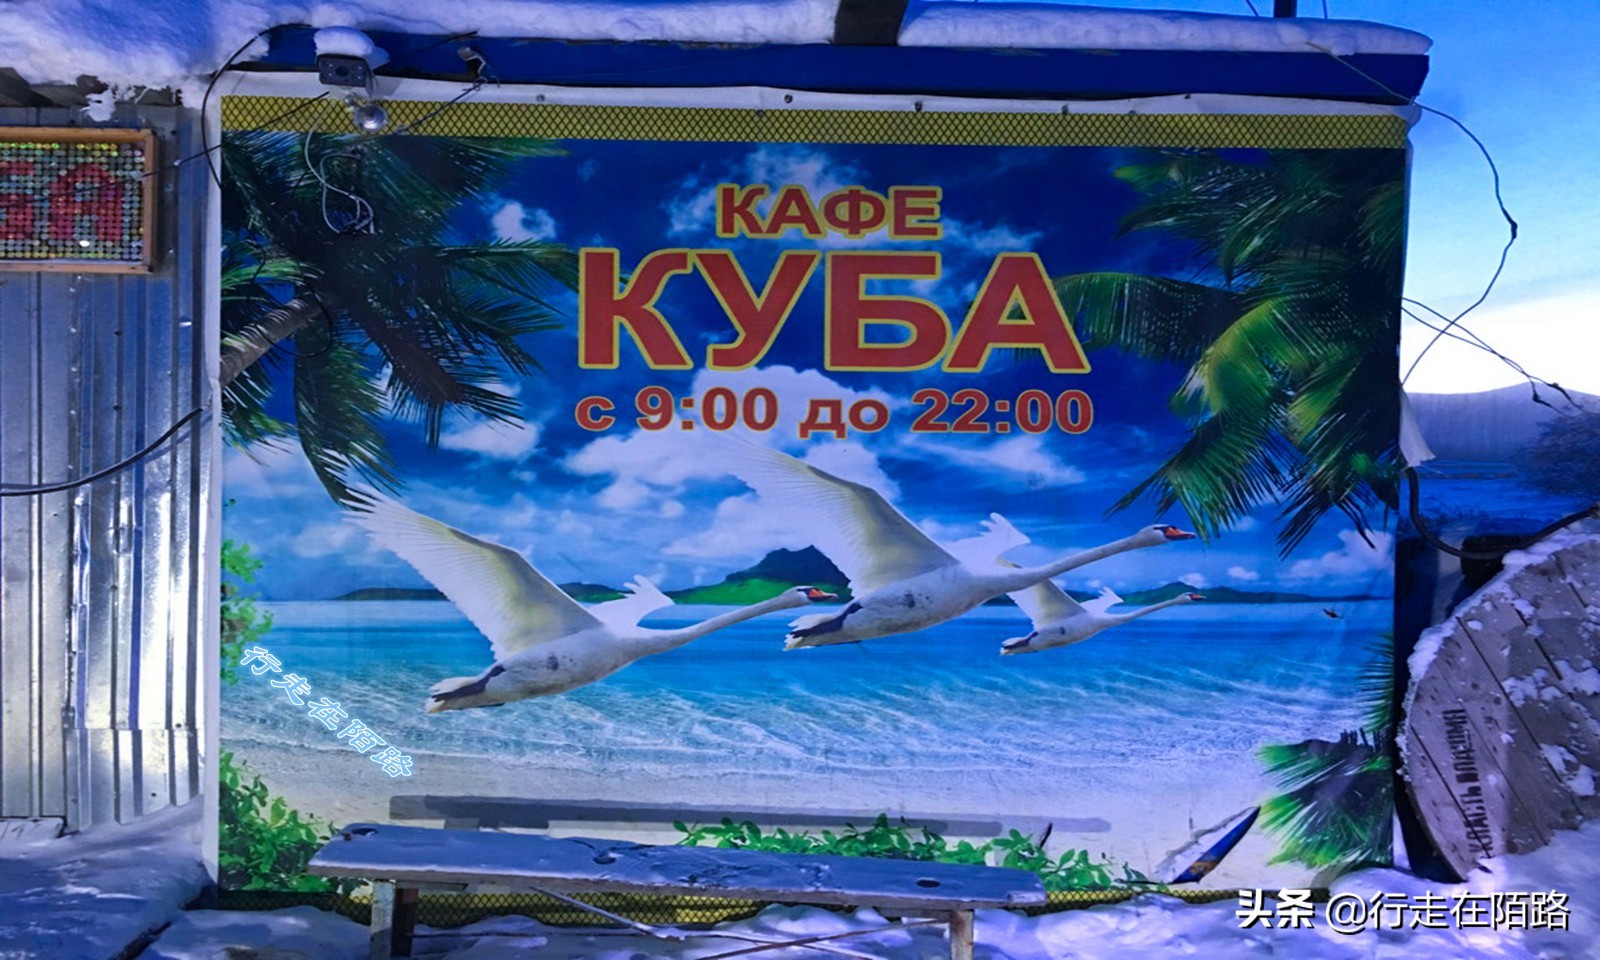 БА
КАФЕ
КУБА
с 9:00 до 22:00
行走在陌路
头条 @行走在陌路